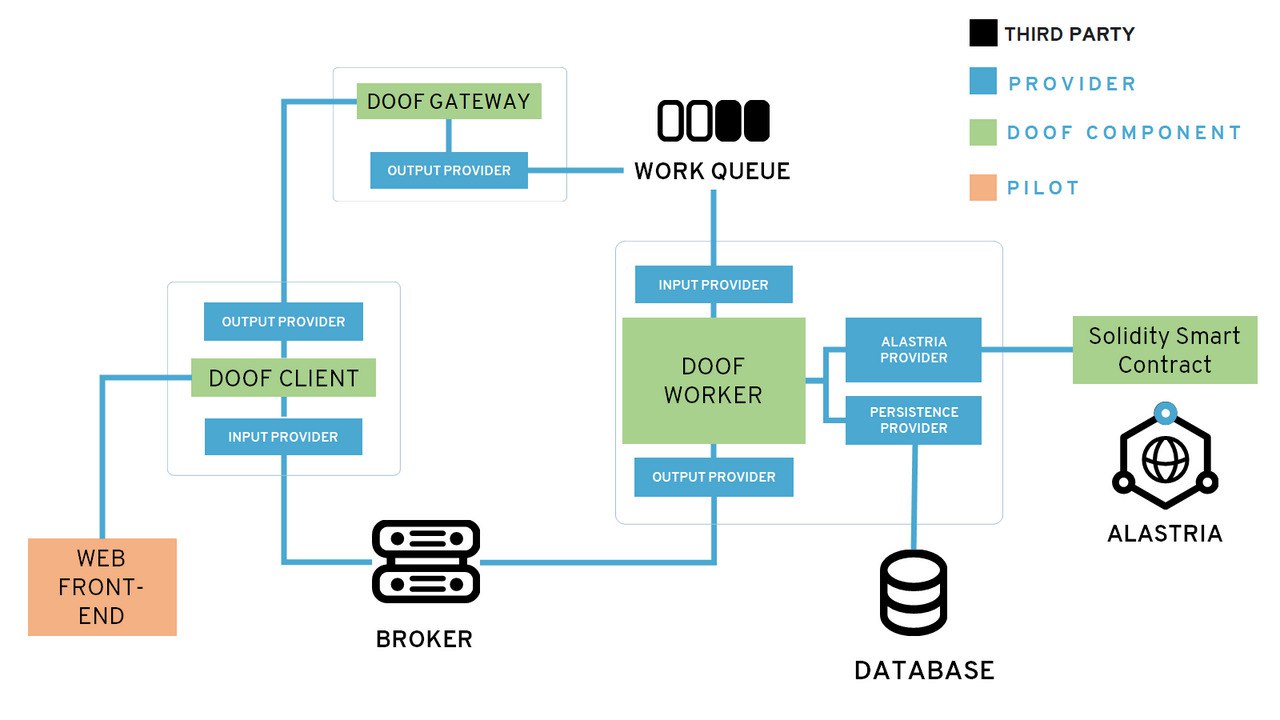 THIRD PARTY
PROVIDER
DOOF COMPONENT
PILOT
DOOF GATEWAY
OUTPUT PROVIDER
WORK QUEUE
OUTPUT PROVIDER
DOOF CLIENT
INPUT PROVIDER
WEB
FRONT-
END
BROKER
INPUT PROVIDER
DOOF
WORKER
OUTPUT PROVIDER
ALASTRIA
PROVIDER
PERSISTENCE
PROVIDER
Solidity Smart
Contract
ALASTRIA
DATABASE